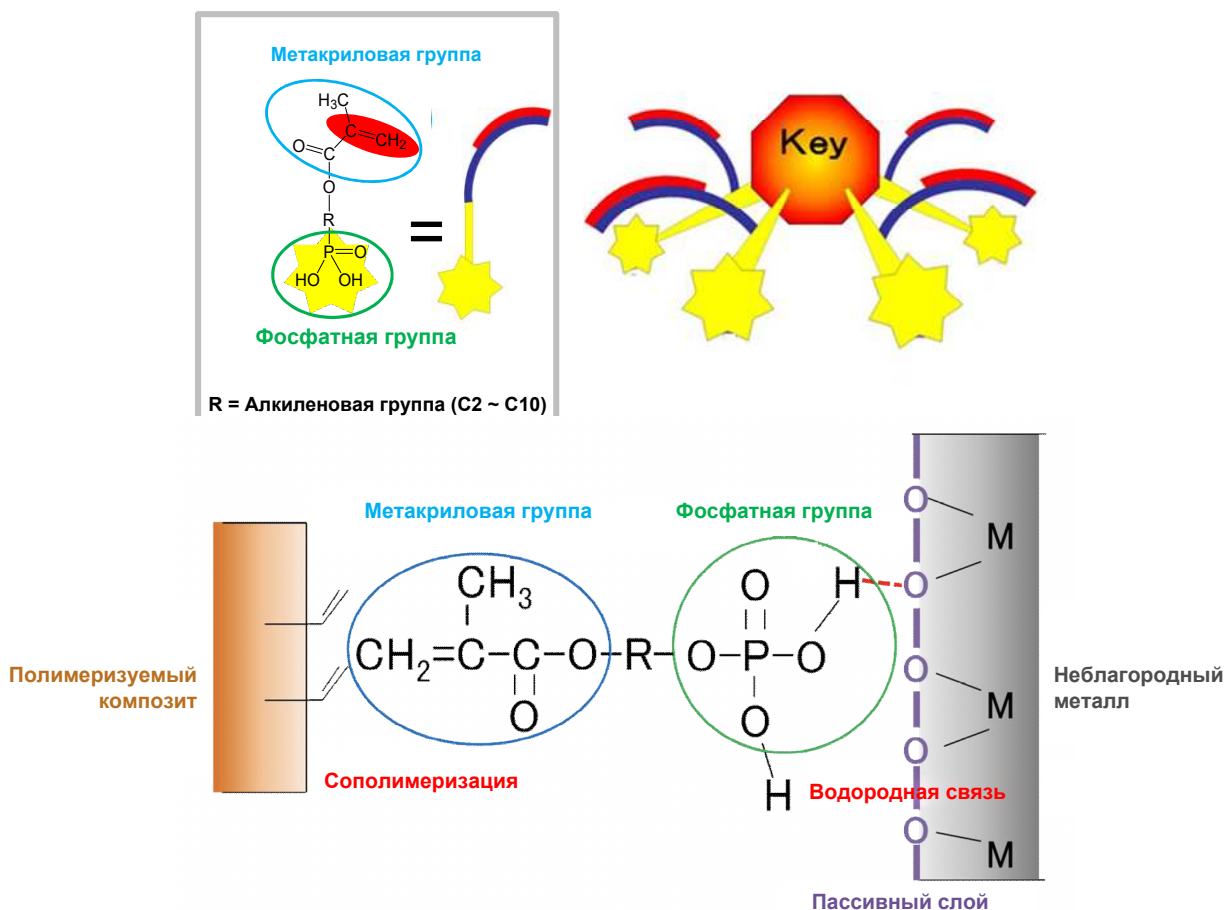 Метакриловая группа
H₃C
C=CH₂
O
C
O
R
P=O
HO OH
=
Фосфатная группа
R = Алкиленовая группа (C2 ~ C10)
Key
Метакриловая группа
Фосфатная группа
CH₃
O
H
CH₂=C–C–O–R–O–P–O
O
O
H
O
O
O
O
O
M
M
M
Полимеризуемый
композит
Неблагородный
металл
Сополимеризация
Водородная связь
Пассивный слой